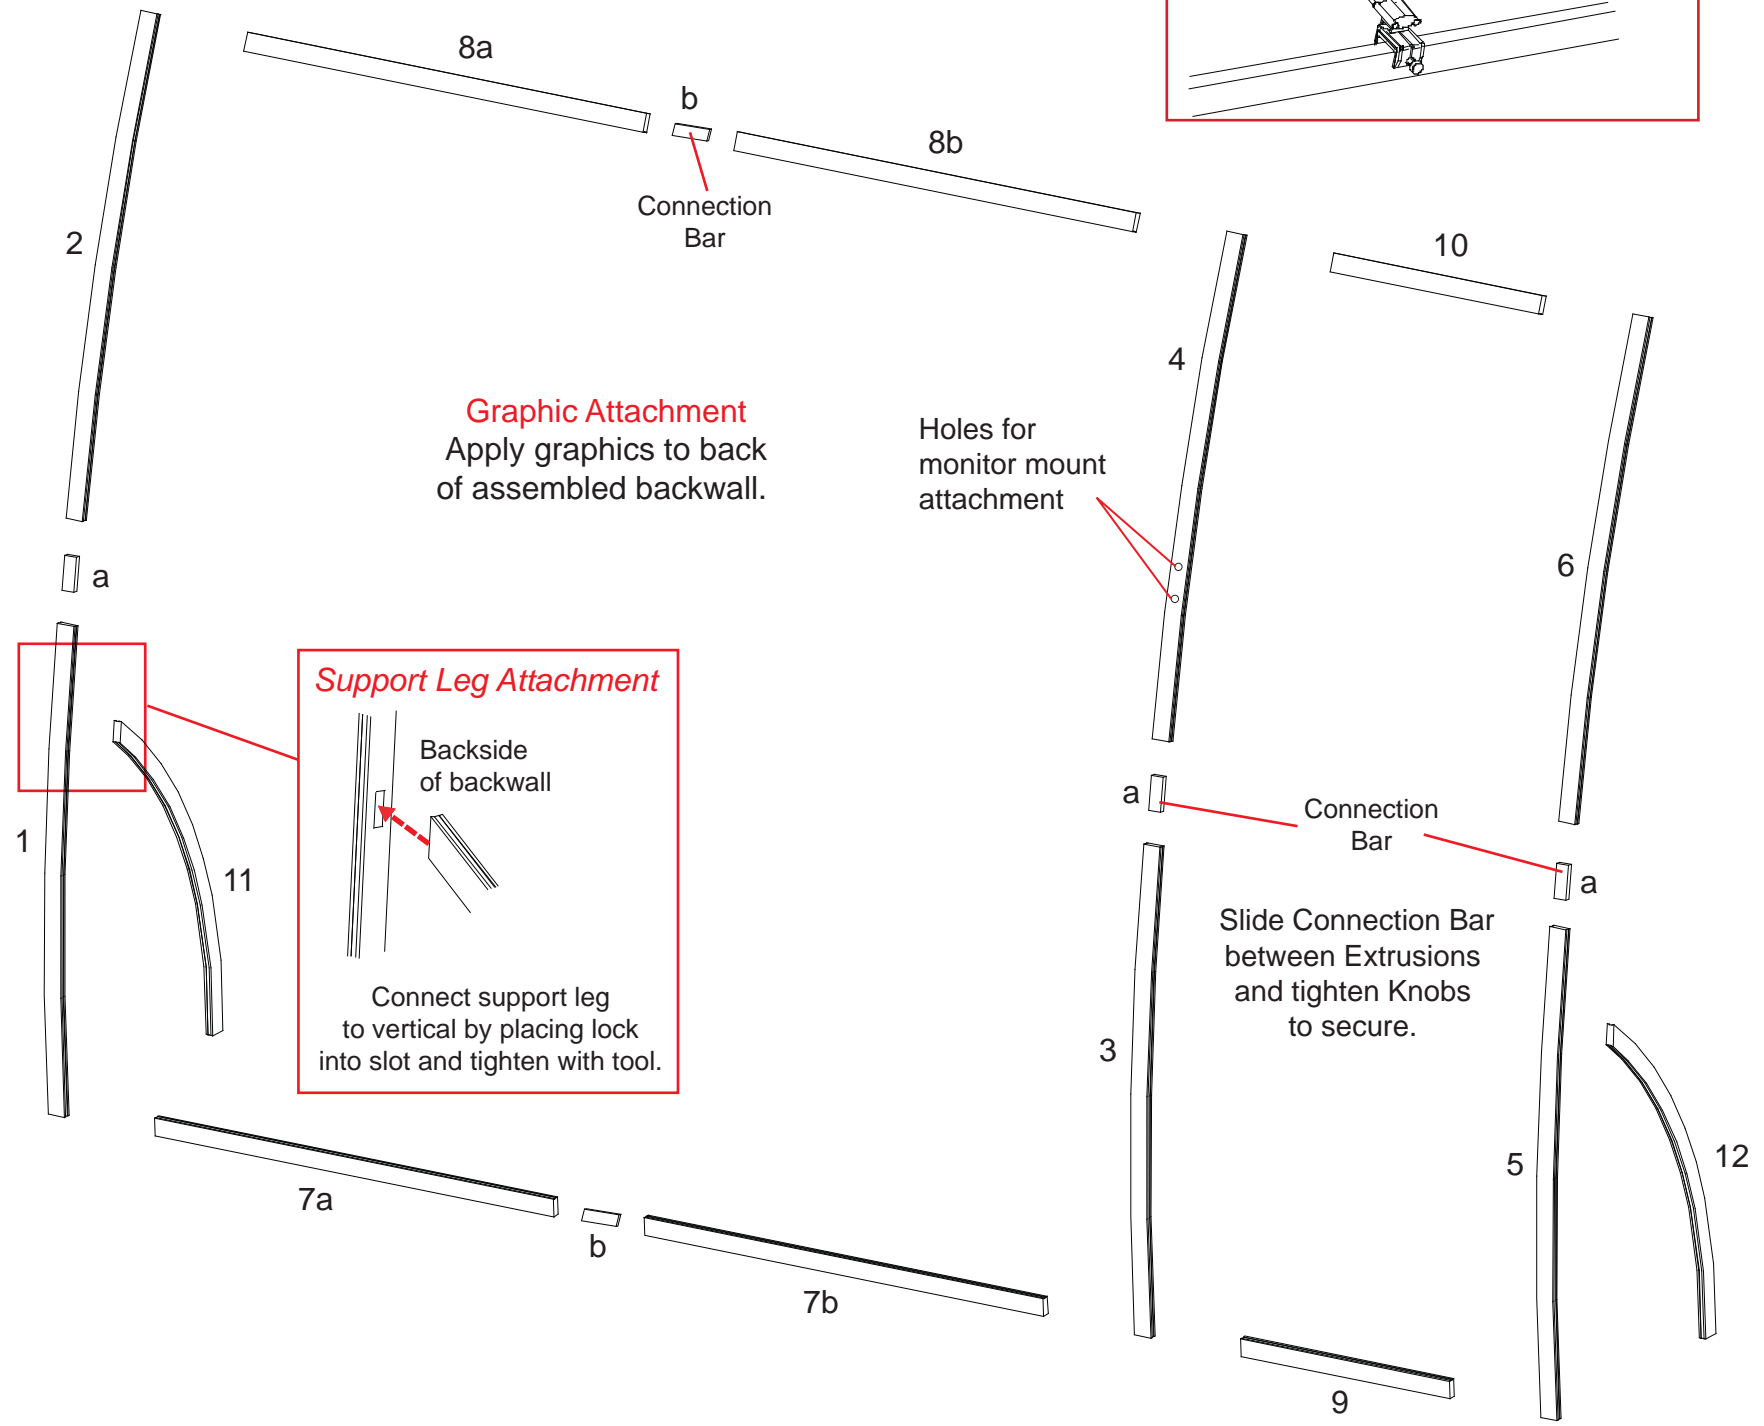 8a
b
8b
Connection
Bar
2
10
4
Graphic Attachment
Apply graphics to back
of assembled backwall.
Holes for
monitor mount
attachment
6
a
Support Leg Attachment
Backside
of backwall
1
11
Connect support leg
to vertical by placing lock
into slot and tighten with tool.
a
Connection
Bar
a
Slide Connection Bar
between Extrusions
and tighten Knobs
to secure.
3
5
12
7a
b
7b
9